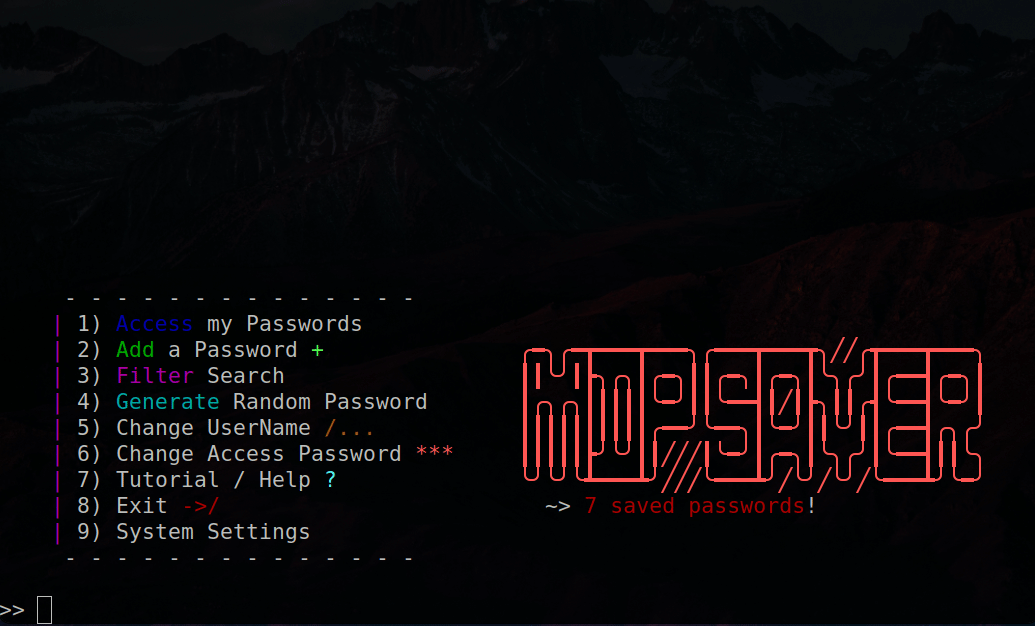 - - - - - - - - - - - - - -
| 1) Access my Passwords
| 2) Add a Password +
| 3) Filter Search
| 4) Generate Random Password
| 5) Change UserName /...
| 6) Change Access Password ***
| 7) Tutorial / Help ?
| 8) Exit ->/
| 9) System Settings
- - - - - - - - - - - - - -
MDPSAVER
~> 7 saved passwords!
>>